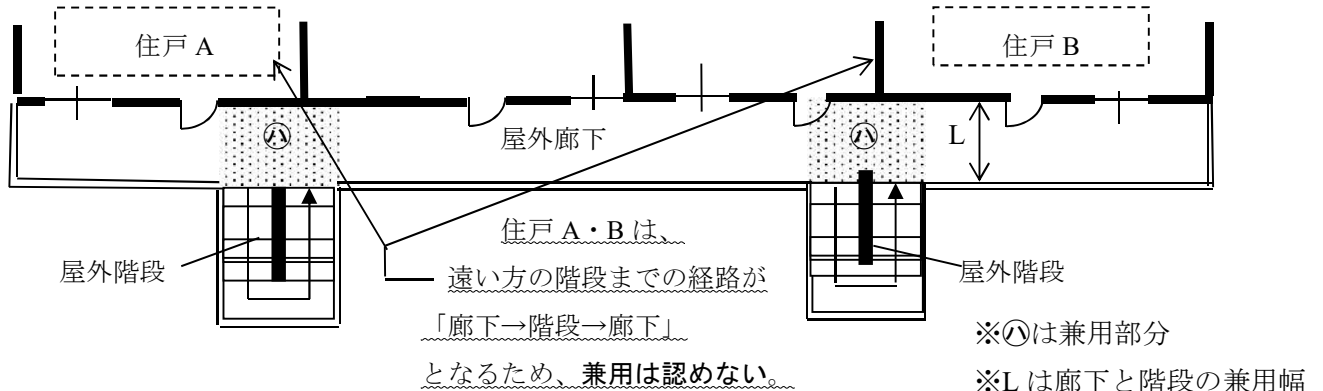 住戸 A
住戸 B
㋩
屋外廊下
㋩
L
屋外階段
住戸 A・B は、
遠い方の階段までの経路が
「廊下→階段→廊下」
となるため、兼用は認めない。
屋外階段
※㋩は兼用部分
※L は廊下と階段の兼用幅